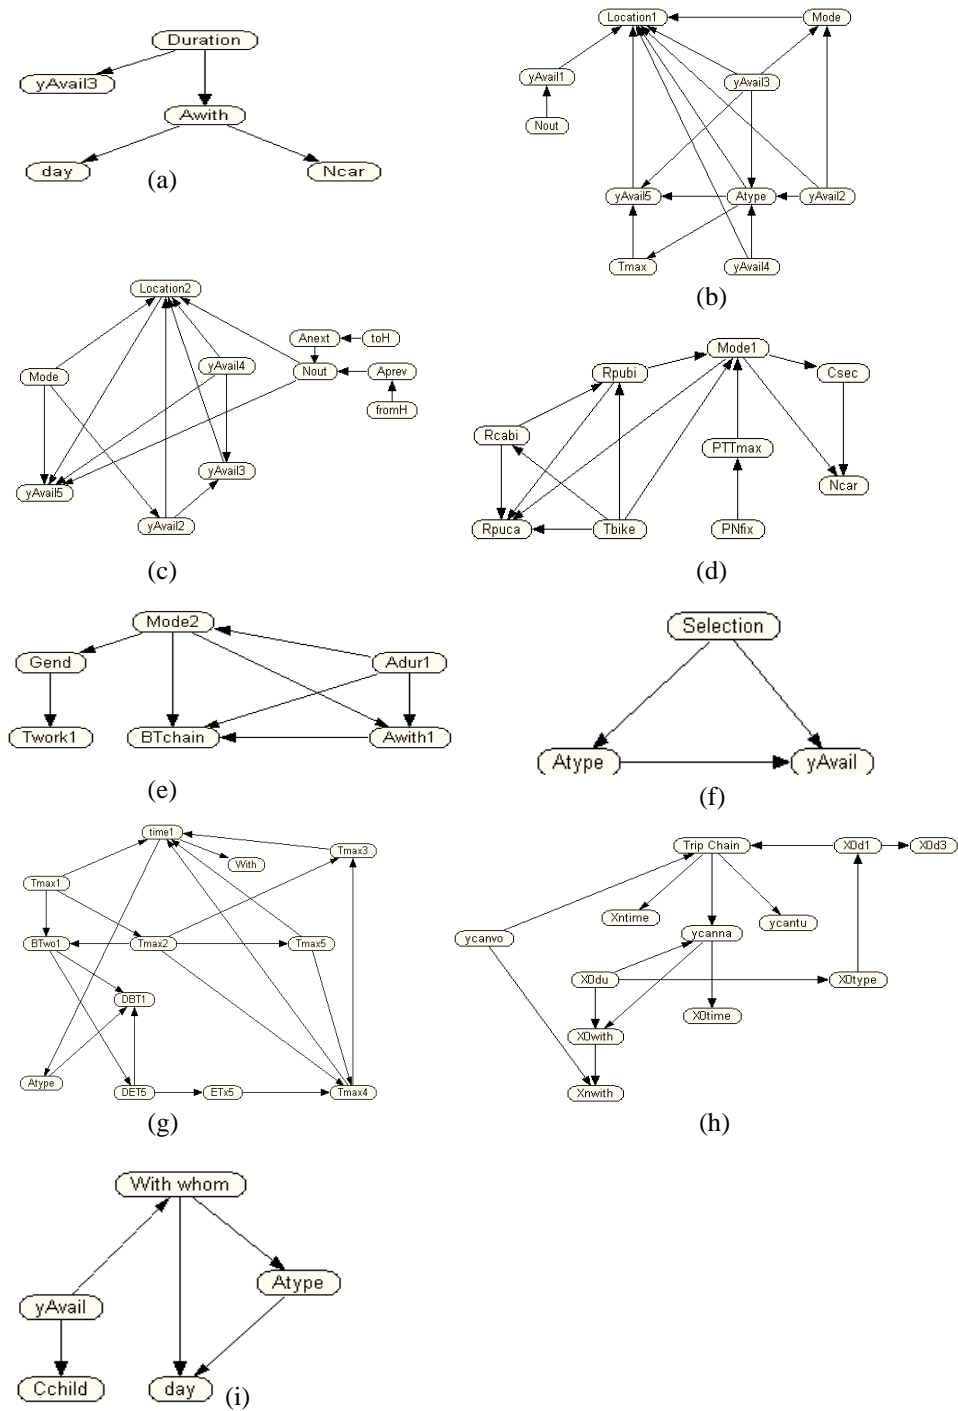 Duration
yAvail3
Awith
day
Ncar
(a)
Location1
Mode
yAvail1
yAvail3
Nout
yAvail5
Atype
yAvail2
Tmax
yAvail4
(b)
Location2
Anext
toH
Mode
yAvail4
Nout
Aprev
fromH
yAvail5
yAvail3
yAvail2
(c)
Mode1
Rpubi
Csec
Rcabi
PTTmax
Ncar
Rpuca
Tbike
PNfix
(d)
Mode2
Gend
Adur1
Twork1
BTchain
Awith1
(e)
Selection
Atype
yAvail
(f)
time1
With
Tmax3
Tmax1
BTwo1
Tmax2
Tmax5
DBT1
Atype
DET5
ETx5
Tmax4
(g)
Trip Chain
X0d1
X0d3
Xntime
ycantu
ycanvo
ycanna
X0du
X0type
X0time
X0with
Xnwith
(h)
With whom
Atype
yAvail
Cchild
day
(i)